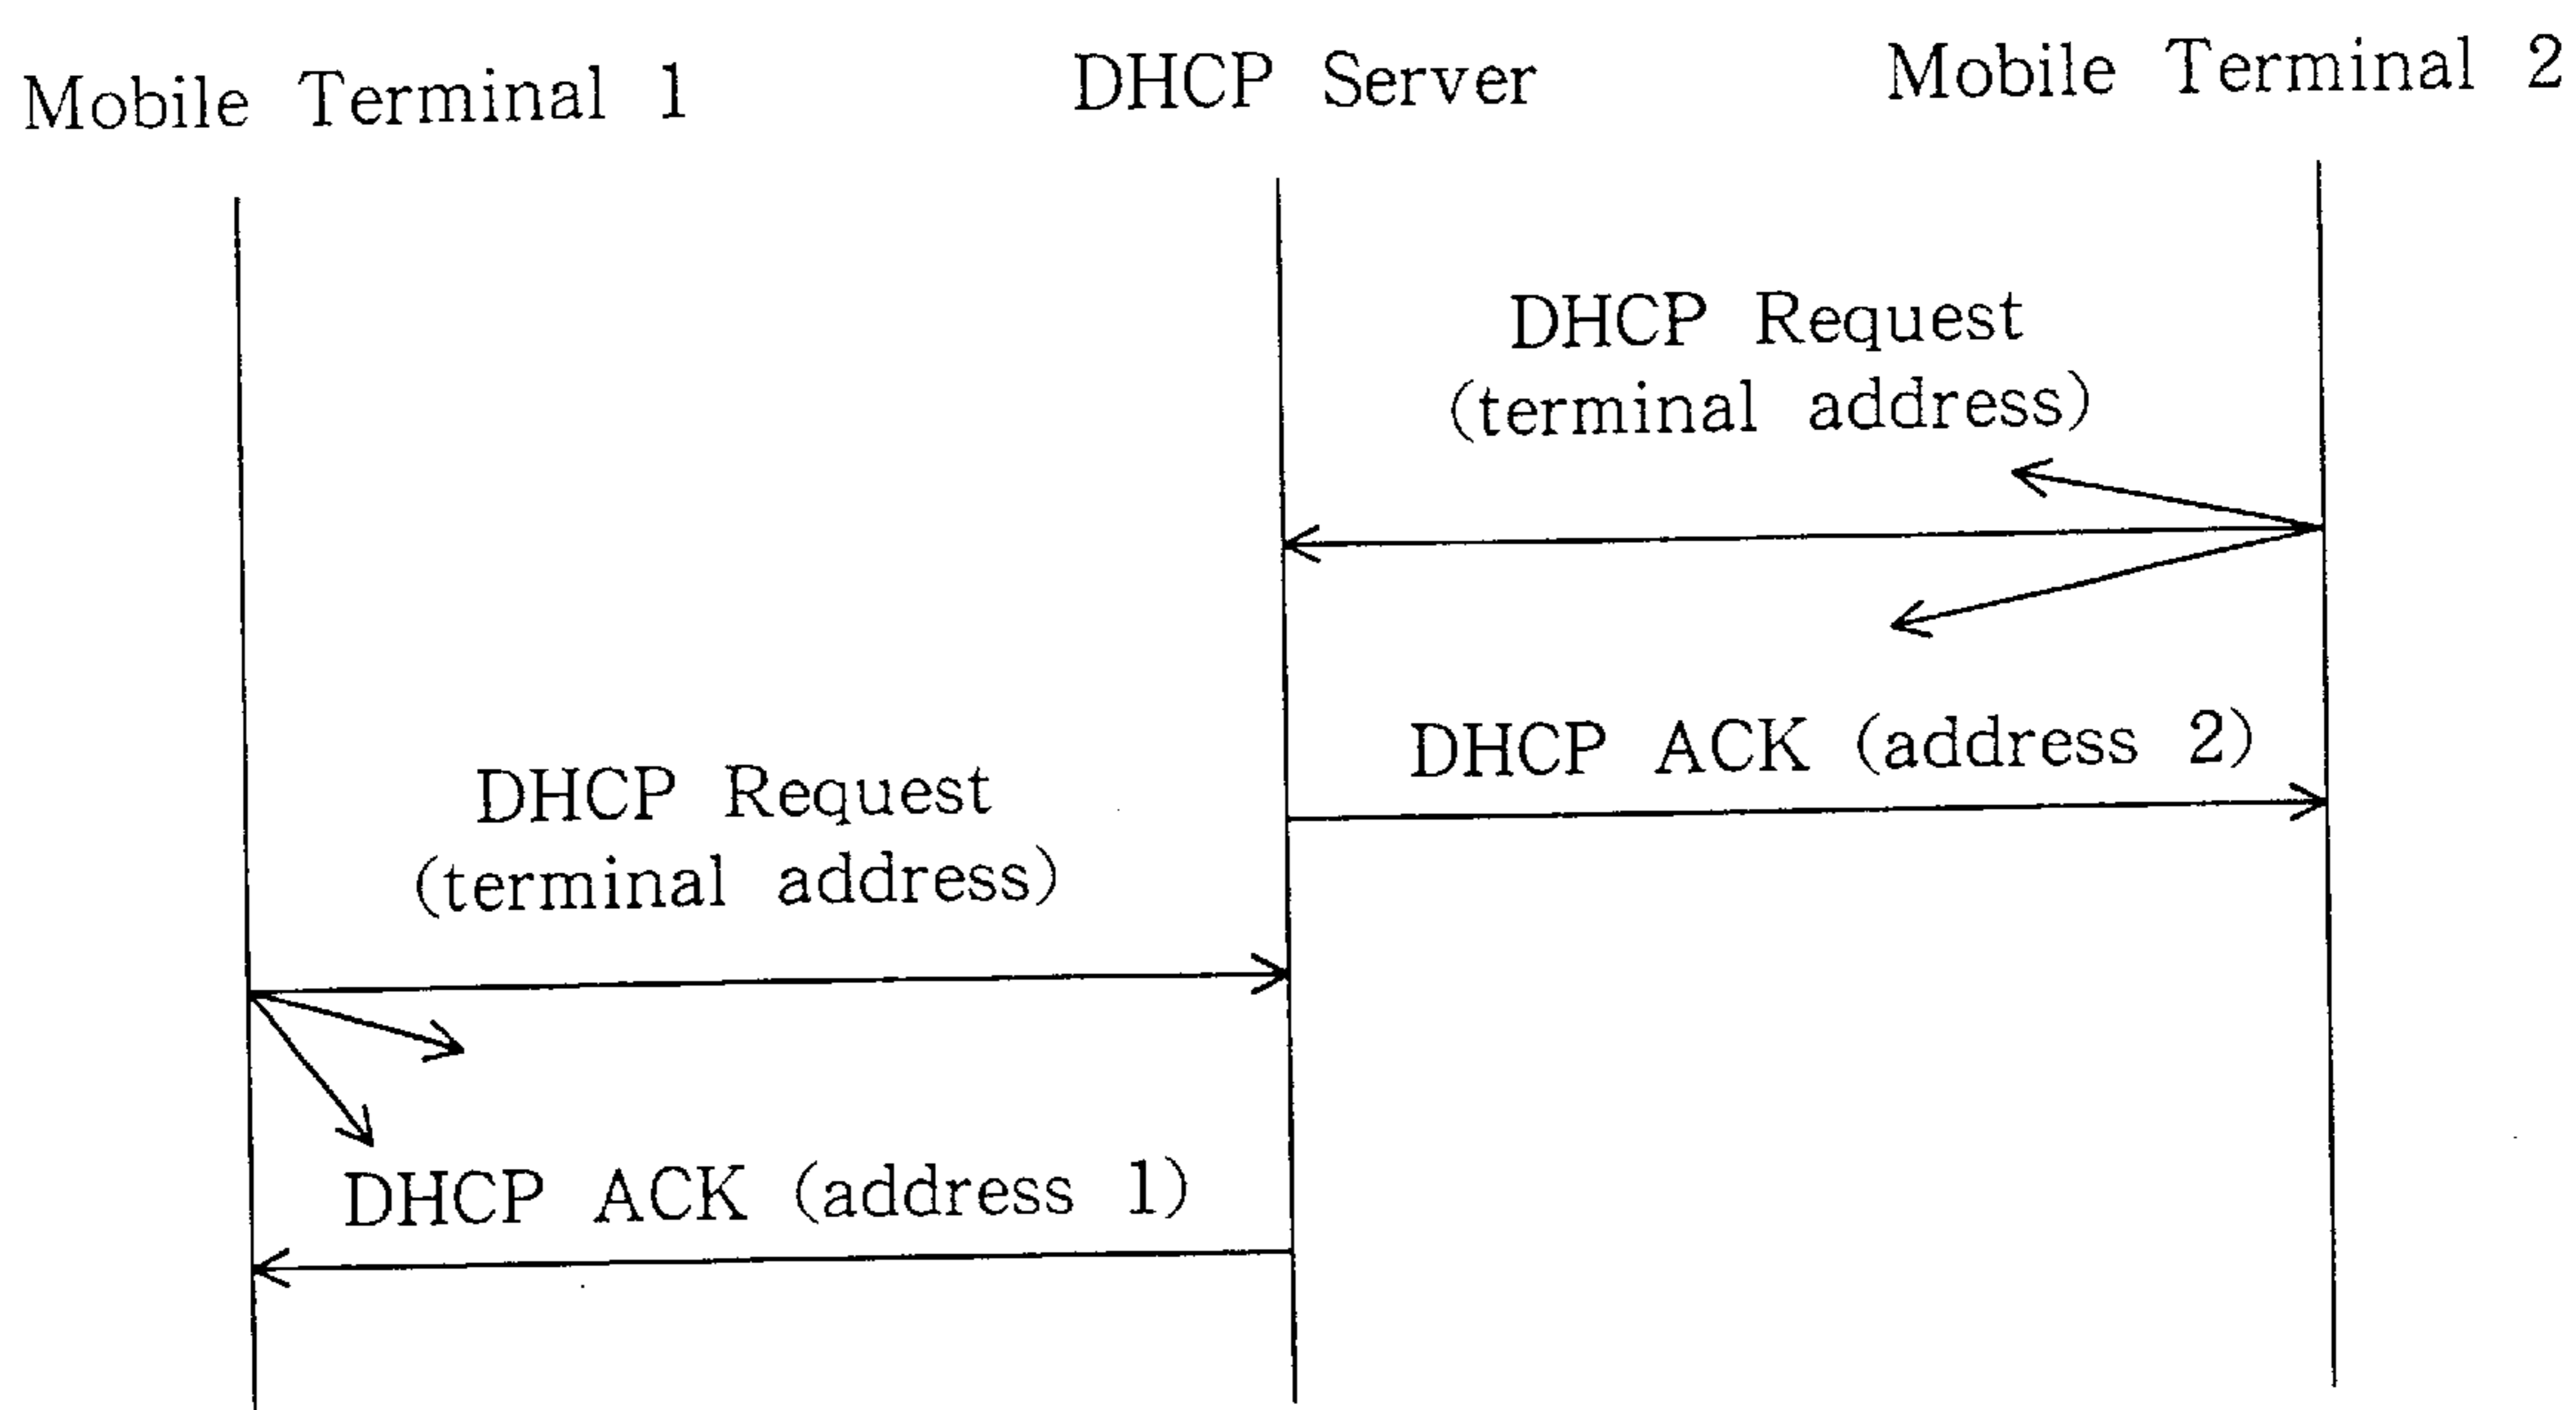 Mobile Terminal 1
DHCP Server
Mobile Terminal 2
DHCP Request
(terminal address)
DHCP ACK (address 2)
DHCP Request
(terminal address)
DHCP ACK (address 1)